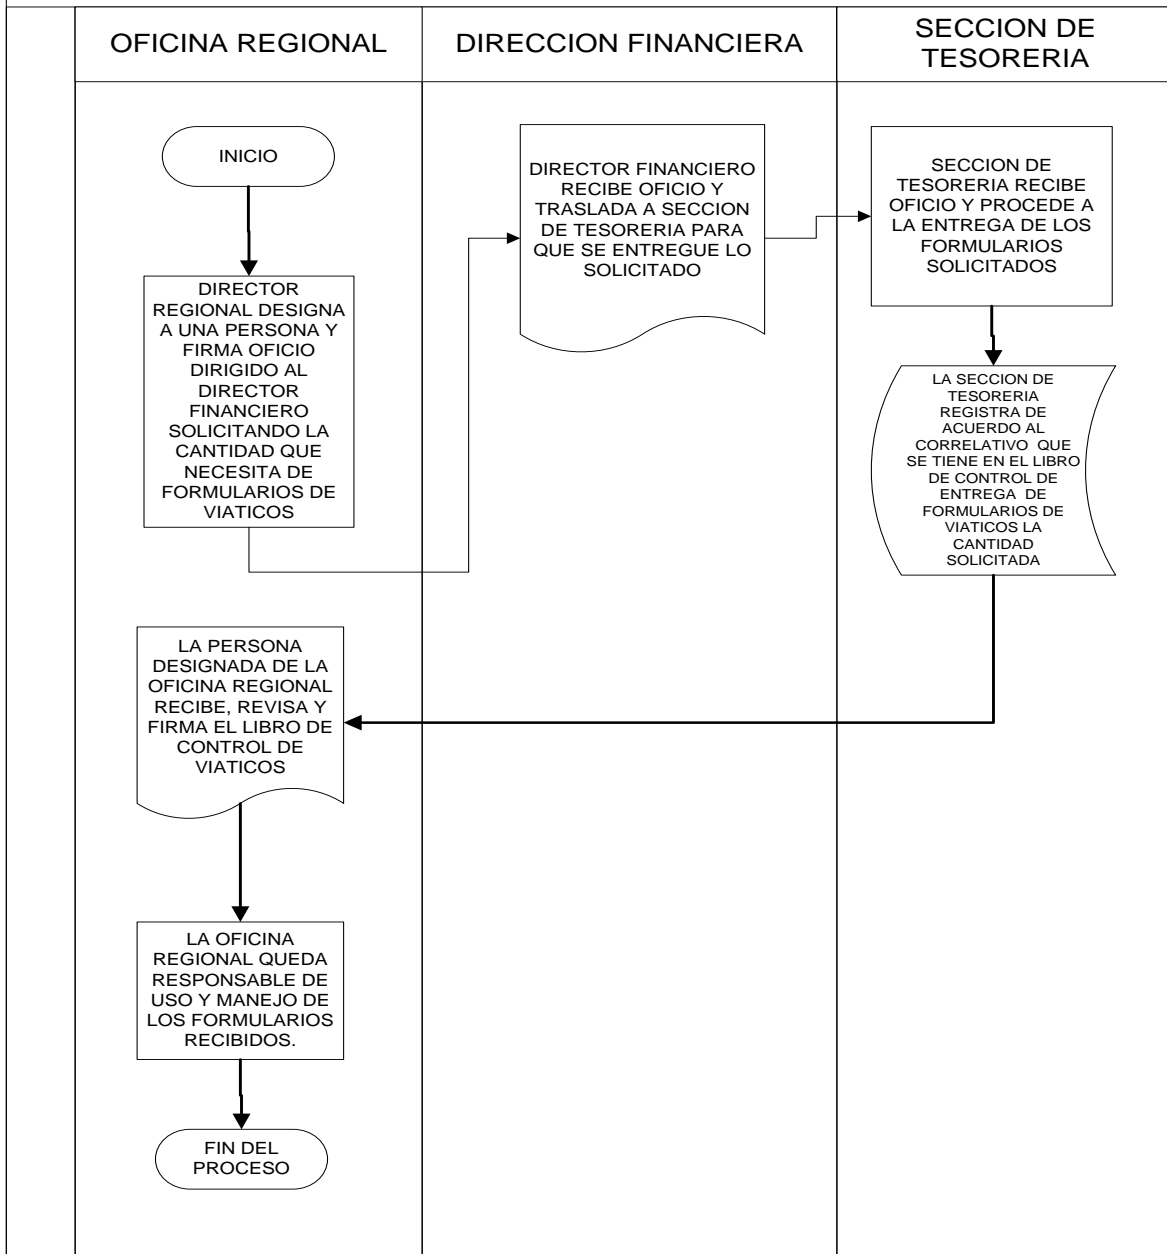 OFICINA REGIONAL
DIRECCION FINANCIERA
SECCION DE
TESORERIA
INICIO
DIRECTOR
REGIONAL DESIGNA
A UNA PERSONA Y
FIRMA OFICIO
DIRIGIDO AL
DIRECTOR
FINANCIERO
SOLICITANDO LA
CANTIDAD QUE
NECESITA DE
FORMULARIOS DE
VIATICOS
DIRECTOR FINANCIERO
RECIBE OFICIO Y
TRASLADA A SECCION
DE TESORERIA PARA
QUE SE ENTREGUE LO
SOLICITADO
SECCION DE
TESORERIA RECIBE
OFICIO Y PROCEDE A
LA ENTREGA DE LOS
FORMULARIOS
SOLICITADOS
LA SECCION DE
TESORERIA
REGISTRA DE
ACUERDO AL
CORRELATIVO QUE
SE TIENE EN EL LIBRO
DE CONTROL DE
ENTREGA DE
FORMULARIOS DE
VIATICOS LA
CANTIDAD
SOLICITADA
LA PERSONA
DESIGNADA DE LA
OFICINA REGIONAL
RECIBE, REVISA Y
FIRMA EL LIBRO DE
CONTROL DE
VIATICOS
LA OFICINA
REGIONAL QUEDA
RESPONSABLE DE
USO Y MANEJO DE
LOS FORMULARIOS
RECIBIDOS.
FIN DEL
PROCESO